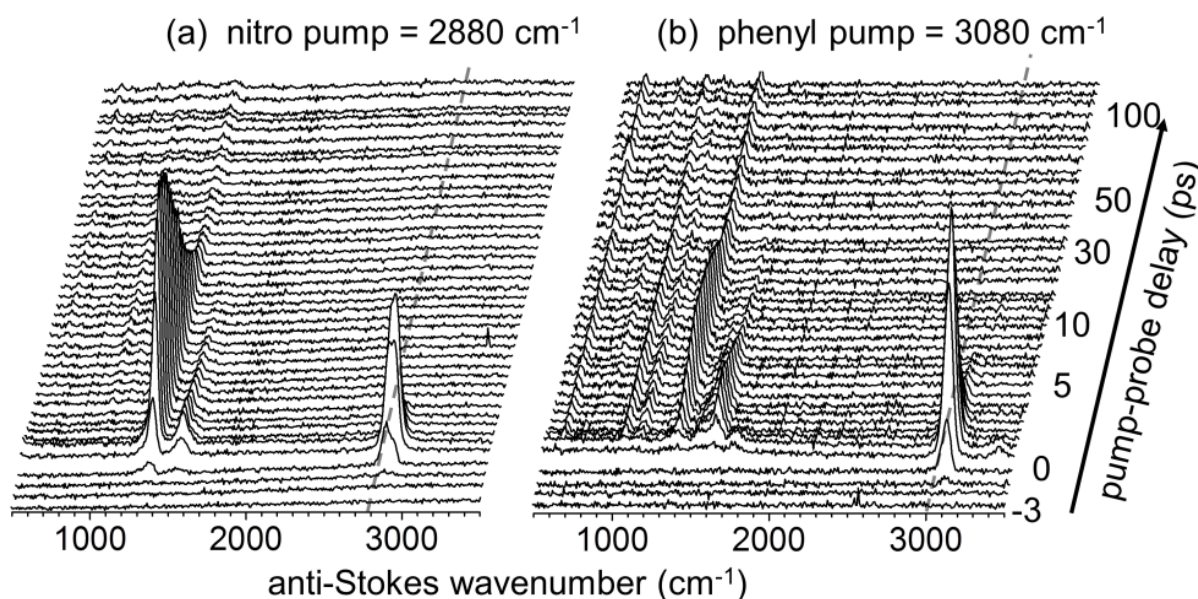 (a) nitro pump = 2880 cm-1
(b) phenyl pump = 3080 cm-1
100
50
30
10
5
0
-3
pump-probe delay (ps)
1000 2000 3000
1000 2000 3000
anti-Stokes wavenumber (cm-1)